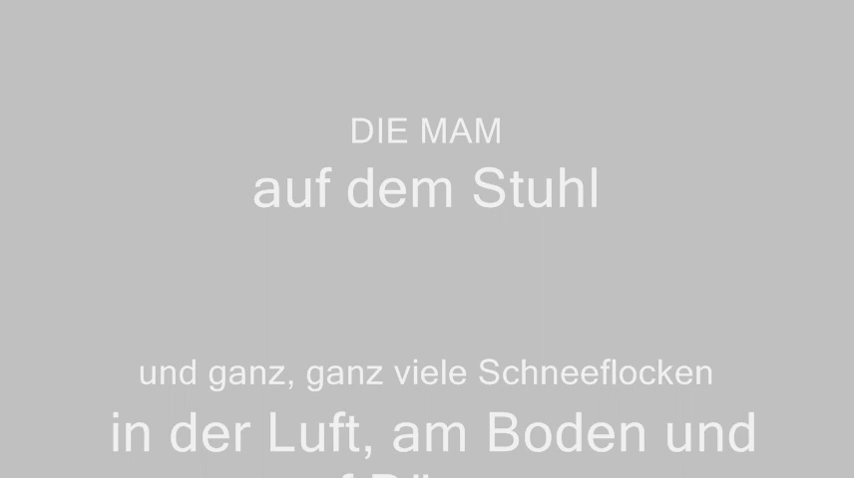 DIE MAM
auf dem Stuhl
und ganz, ganz viele Schneeflocken
in der Luft, am Boden und